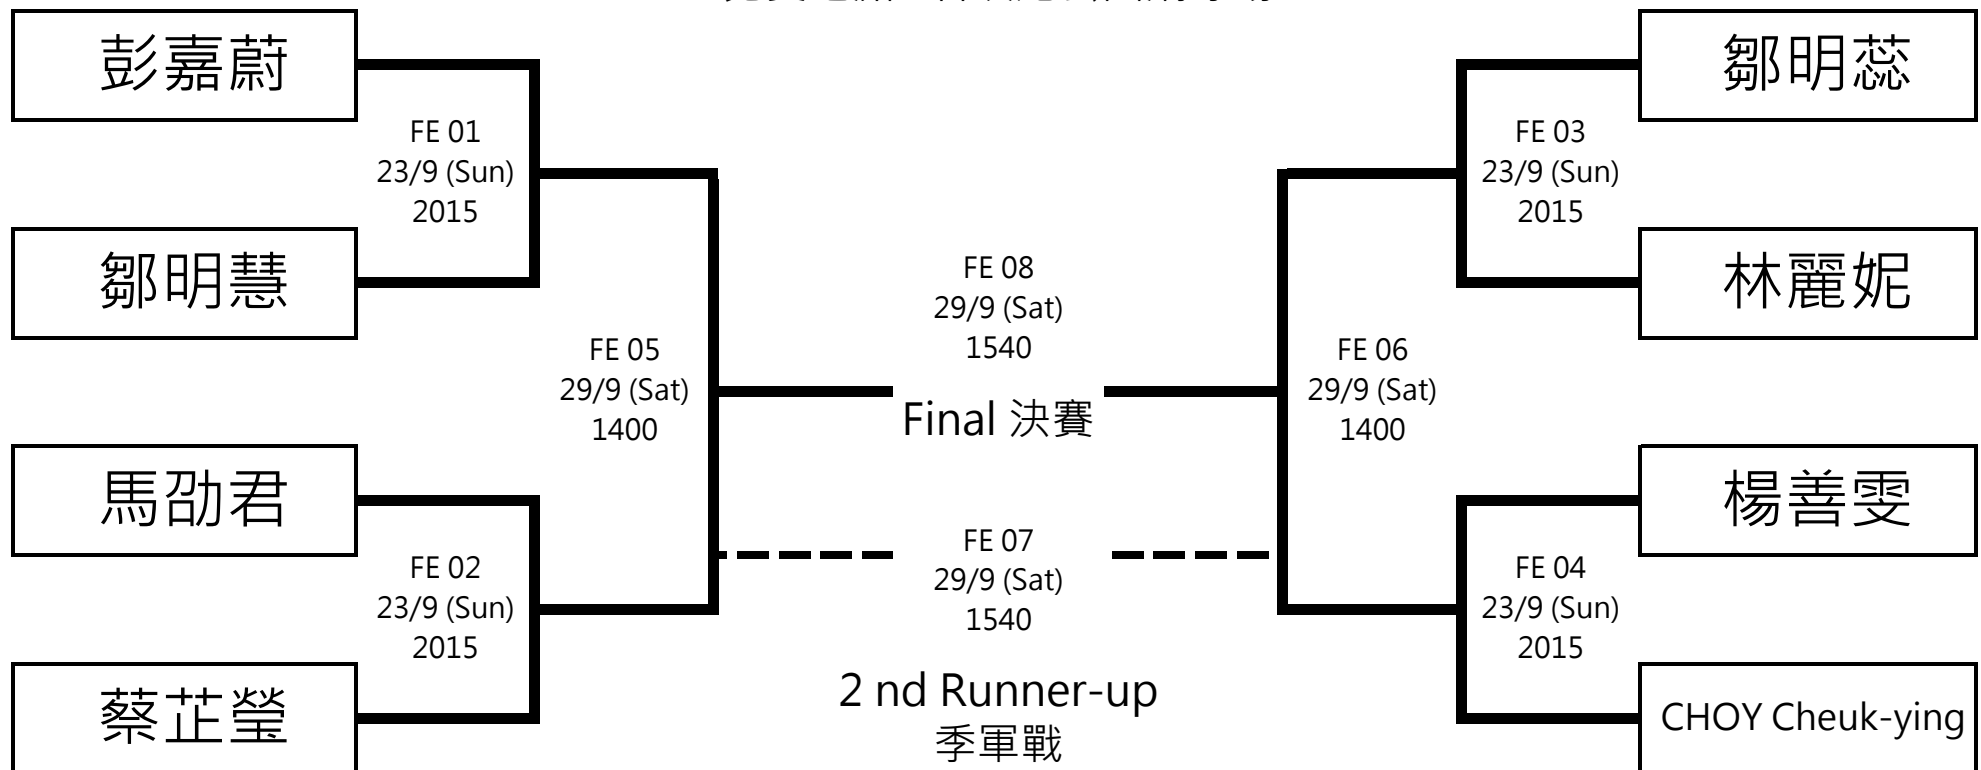 彭嘉蔚
鄒明蕊
FE 01
23/9 (Sun)
2015
FE 03
23/9 (Sun)
2015
鄒明慧
林麗妮
FE 08
29/9 (Sat)
1540
FE 05
29/9 (Sat)
1400
FE 06
29/9 (Sat)
1400
Final 決賽
馬劭君
楊善雯
FE 07
29/9 (Sat)
1540
FE 02
23/9 (Sun)
2015
FE 04
23/9 (Sun)
2015
2 nd Runner-up
季軍戰
蔡芷瑩
CHOY Cheuk-ying